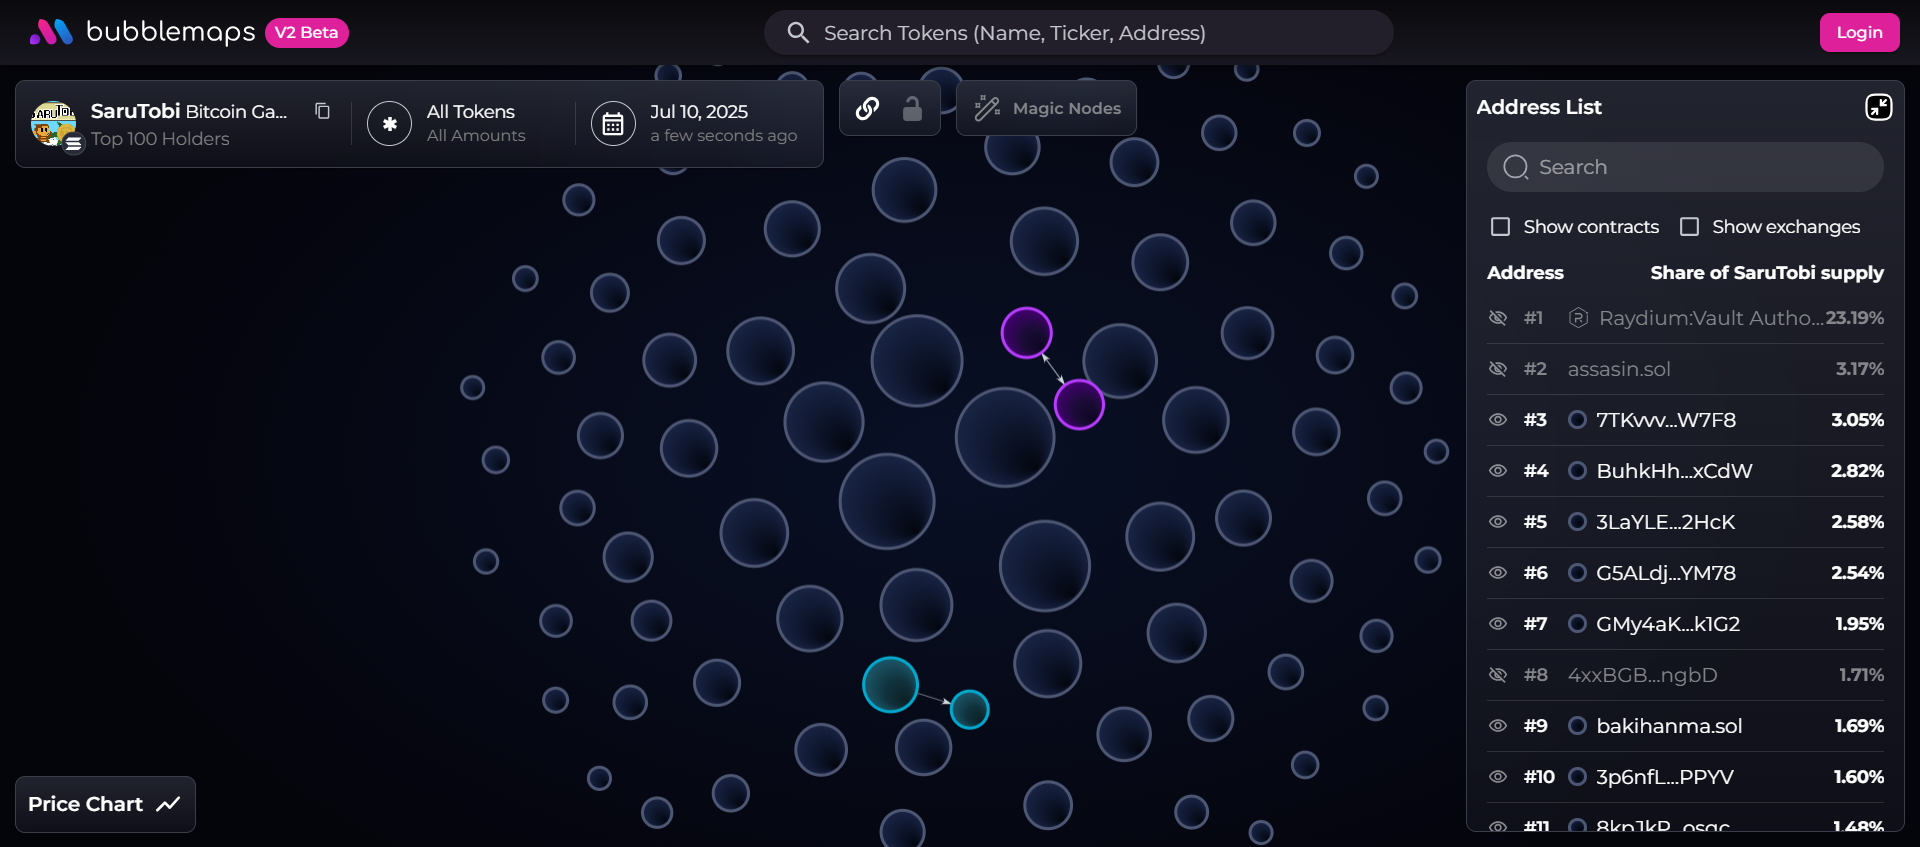 bubblemaps V2 Beta
Search Tokens (Name, Ticker, Address)
Login
SaruTobi Bitcoin Ga...
Top 100 Holders
All Tokens
All Amounts
Jul 10, 2025
a few seconds ago
Magic Nodes
Address List
Search
Show contracts Show exchanges
Address Share of SaruTobi supply
#1 Raydium:Vault Autho... 23.19%
#2 assasin.sol 3.17%
#3 7TKvvv...W7F8 3.05%
#4 BuhkHh...xCdW 2.82%
#5 3LaYLE...2HcK 2.58%
#6 G5ALdj...YM78 2.54%
#7 GMy4aK...k1G2 1.95%
#8 4xxBGB...ngbD 1.71%
#9 bakihanma.sol 1.69%
#10 3p6nfL...PPYV 1.60%
#11 1.48%
Price Chart